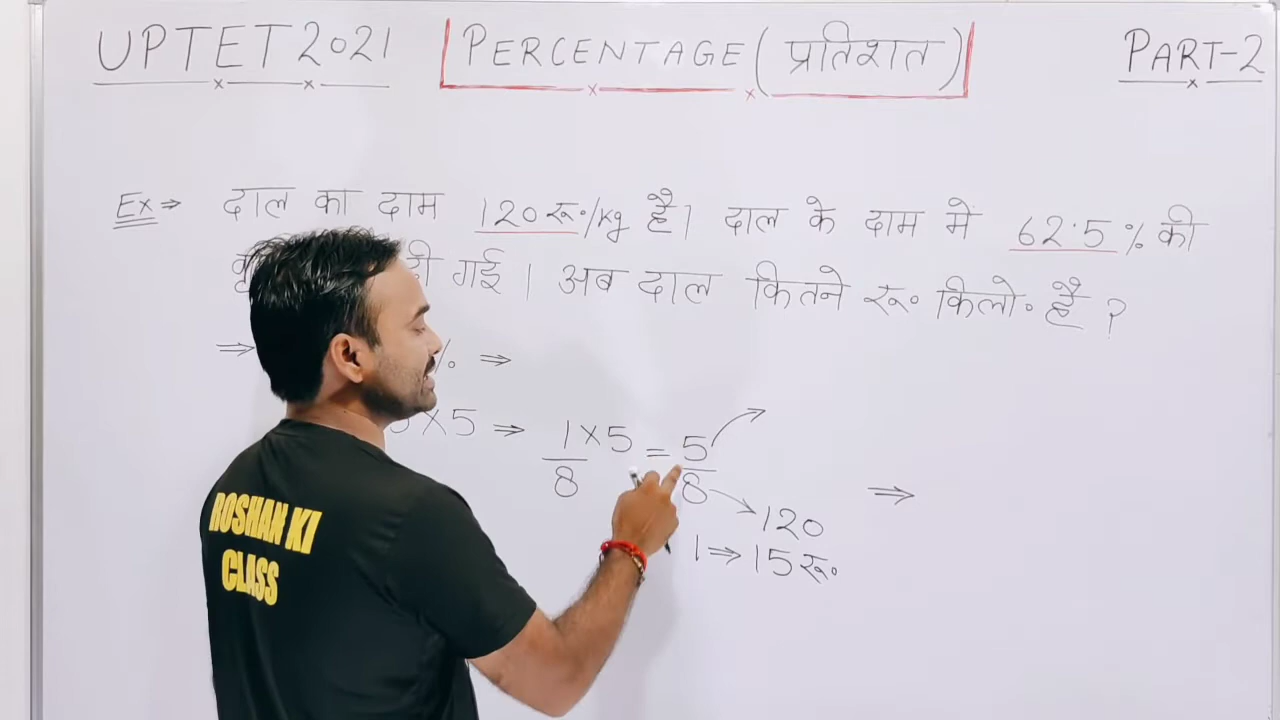 UPTET 2021 PERCENTAGE (प्रतिशत) PART-2
Ex⇒ दाल का दाम 120 रू०/kg है। दाल के दाम में 62.5% की
गई। अब दाल कितने रू० किलो० है ?
⇒ % ⇒
×5 ⇒ 1×5/8 = 5/8 ⇒
120
1⇒15रू०
ROSHAN KI
CLASS